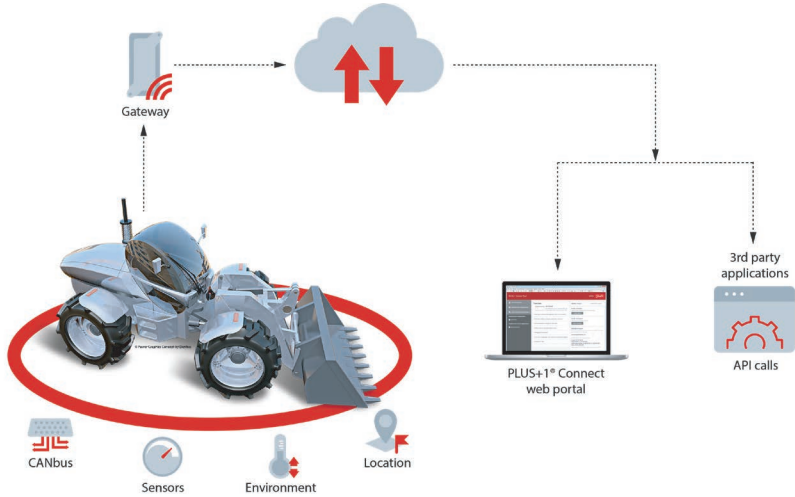 Gateway
3rd party
applications
PLUS+1® Connect
web portal
API calls
CANbus
Sensors
Environment
Location